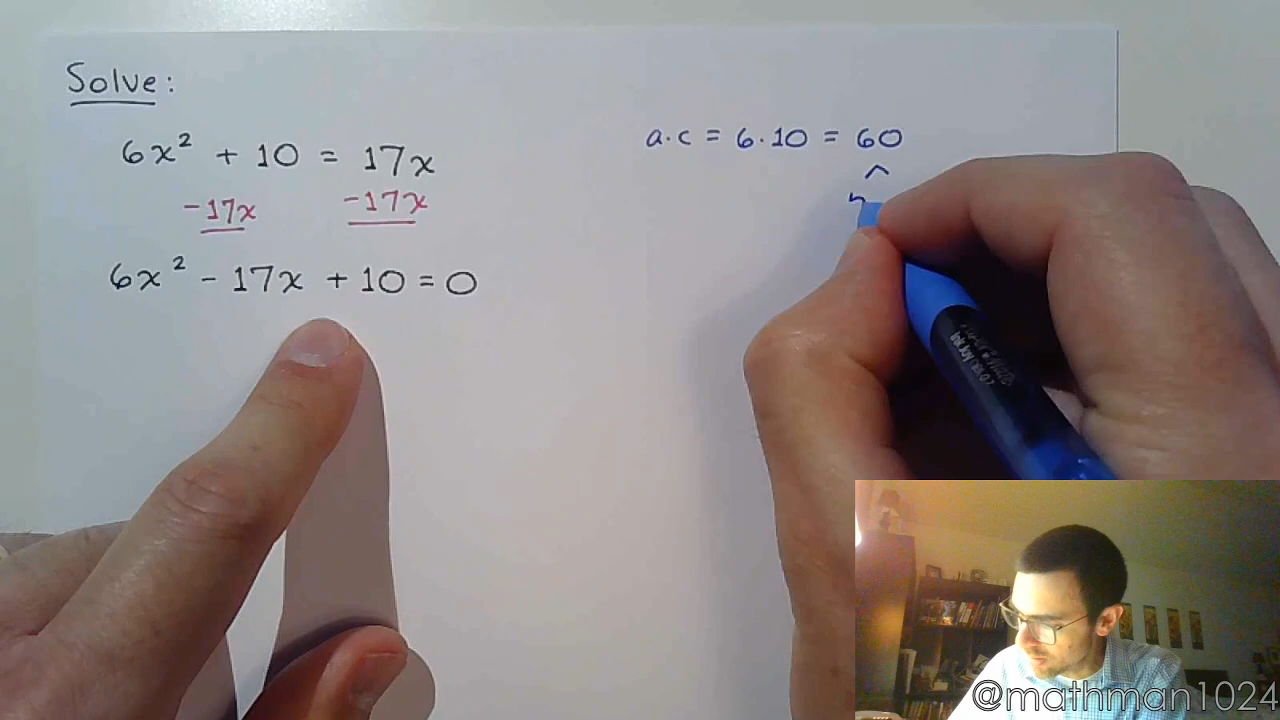 Solve:
6x² + 10 = 17x
-17x -17x
6x² - 17x + 10 = 0
a·c = 6·10 = 60
@mathman1024